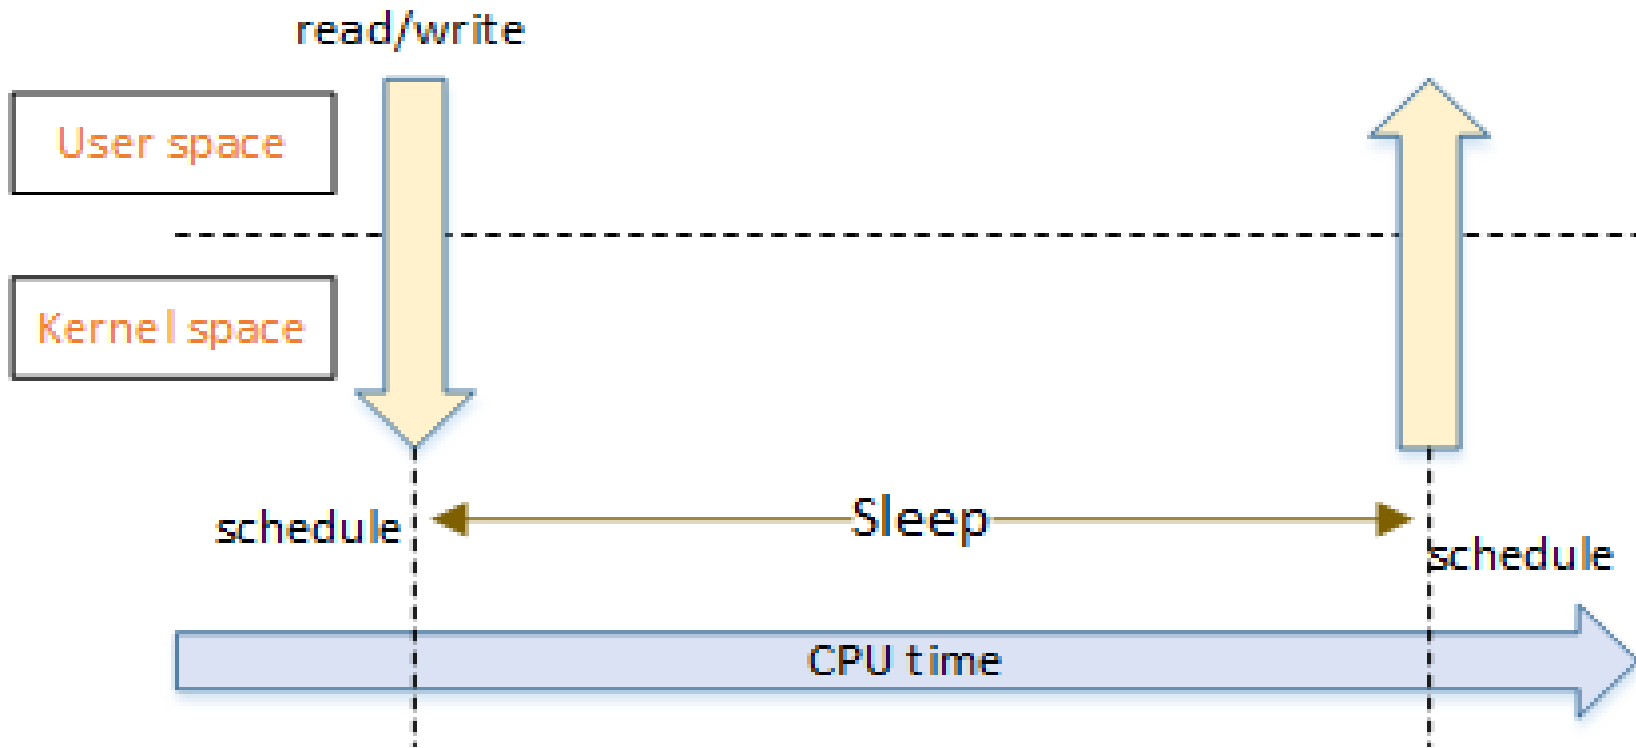 read/write
User space
Kernel space
schedule
Sleep
schedule
CPU time